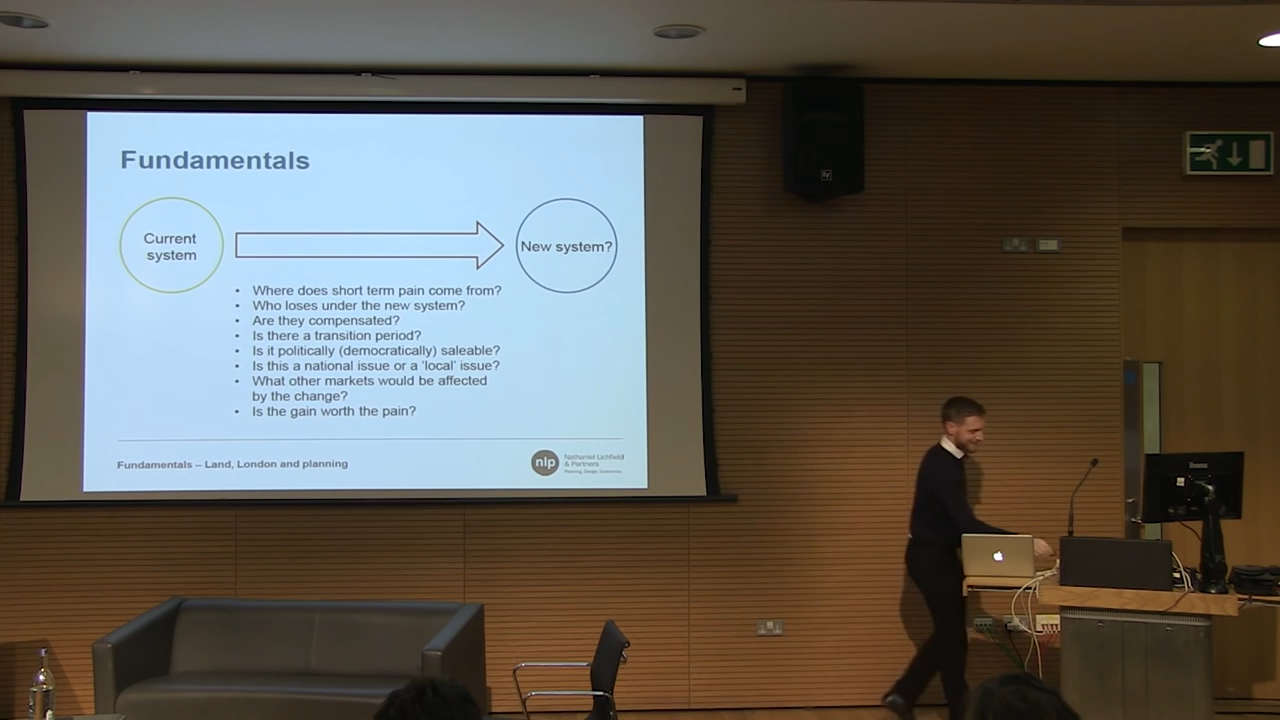 Fundamentals
Current
system
New system?
• Where does short term pain come from?
• Who loses under the new system?
• Are they compensated?
• Is there a transition period?
• Is it politically (democratically) saleable?
• Is this a national issue or a 'local' issue?
• What other markets would be affected
by the change?
• Is the gain worth the pain?
Fundamentals – Land, London and planning
nlp
Nathaniel Lichfield
& Partners
Planning. Design. Economics.